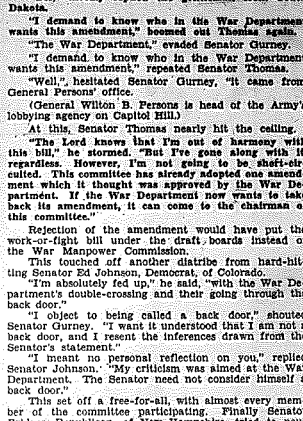 Dakota.
"I demand to know who in the War Departmen
wants this amendment," boomed out Thomas again.
"The War Department," evaded Gurney.
"I demand to know who in the War Departmen
wants this amendment," repeated Senator Thomas.
"Well," hesitated Senator Gurney, "it came from
General Persons' office.
(General Wilton B. Persons is head of the Army'
lobbying agency on Capitol Hill.)
At this, Senator Thomas nearly hit the ceiling.
"The Lord knows that I'm out of harmony with
this bill," he stormed. "But I've gone along with it
regardless. However, I'm not going to be short-cir
cuited. This committee has already adopted one amend
ment which it thought was approved by the War De
partment. If the War Department now wants to take
back its amendment, it can come to the chairman o
this committee."
Rejection of the amendment would have put the
work-or-fight bill under the draft boards instead o
the War Manpower Commission.
This touched off another diatribe from hard-hit
ting Senator Ed Johnson, Democrat, of Colorado.
"I'm absolutely fed up," he said, "with the War De
partment's double-crossing and their going through th
back door."
"I object to being called a back door," shoute
Senator Gurney. "I want it understood that I am not
back door, and I resent the inferences drawn from the
Senator's statement."
"I meant no personal reflection on you," replie
Senator Johnson. "My criticism was aimed at the Wa
Department. The Senator need not consider himself
back door."
This set off a free-for-all, with almost every mem
ber of the committee participating. Finally Senato